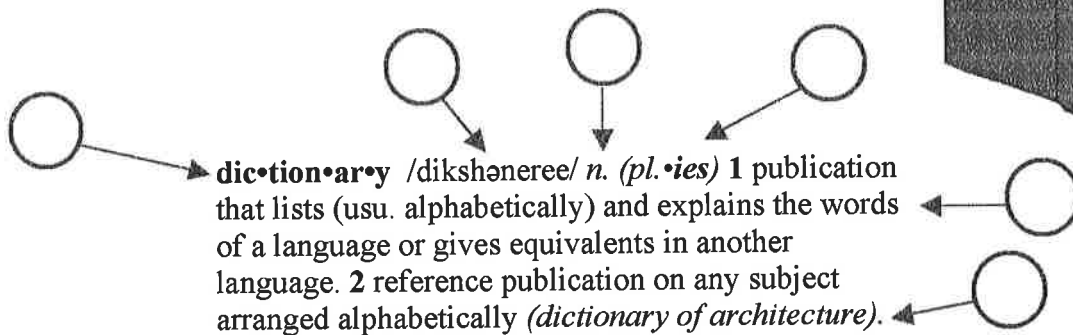 dic•tion•ar•y /dikshəneree/ n. (pl.•ies) 1 publication
that lists (usu. alphabetically) and explains the words
of a language or gives equivalents in another
language. 2 reference publication on any subject
arranged alphabetically (dictionary of architecture).